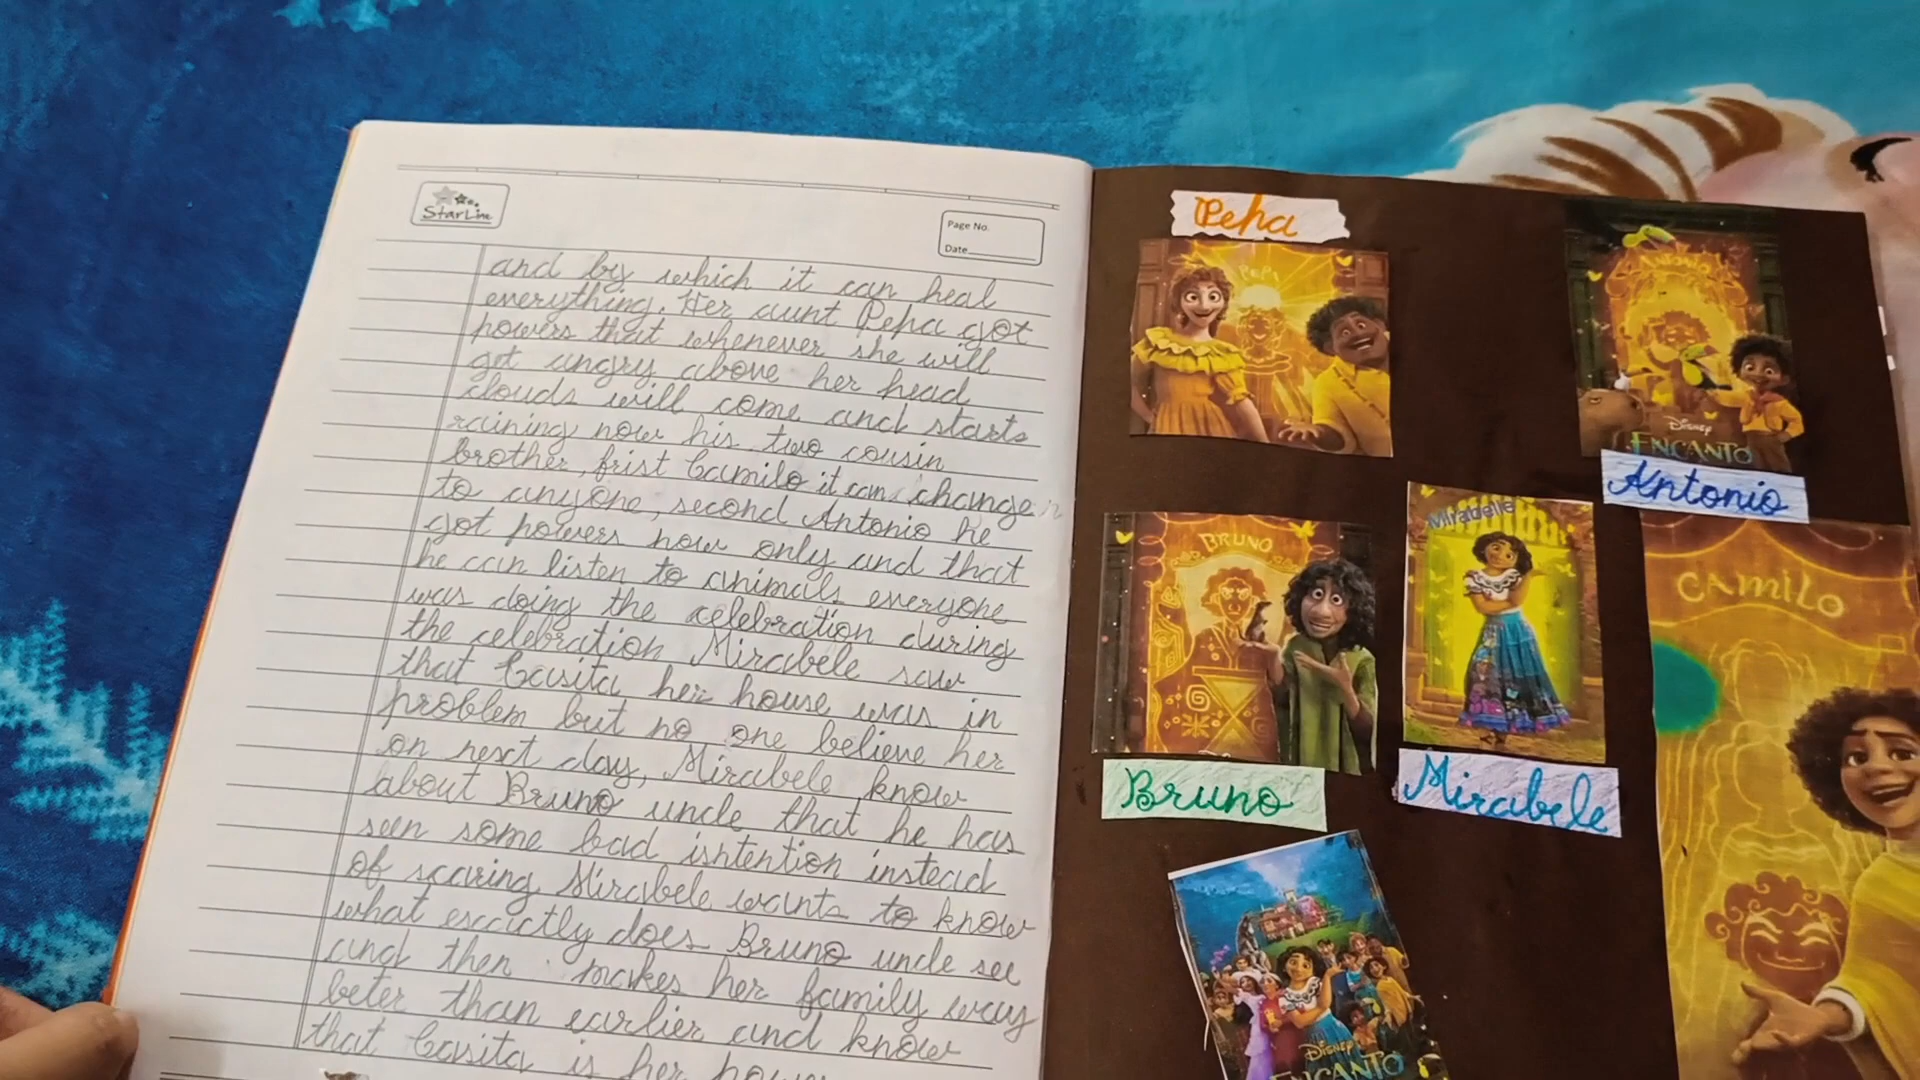 StarLine
Page No.
Date
and by which it can heal
everything. Her aunt Pepa got
powers that whenever she will
get angry above her head
clouds will come and starts
raining now his two cousin
brother, frist Camilo it can change
to anyone, second Antonio he
got powers now only and that
he can listen to animals everyone
was doing the celebration during
the celebration Mirabele saw
that Casita her house was in
problem but no one believe her
on next day, Mirabele know
about Bruno uncle that he has
seen some bad ishtention instead
of scaring Mirabele wants to know
what exactly does Bruno uncle see
and then makes her family way
beter than earlier and know
that Casita is her
Pepa
PEPA
ANTONIO
DISNEY
ENCANTO
Antonio
BRUNO
Bruno
Mirabelle
Mirabele
CAMILO
DISNEY
ENCANTO